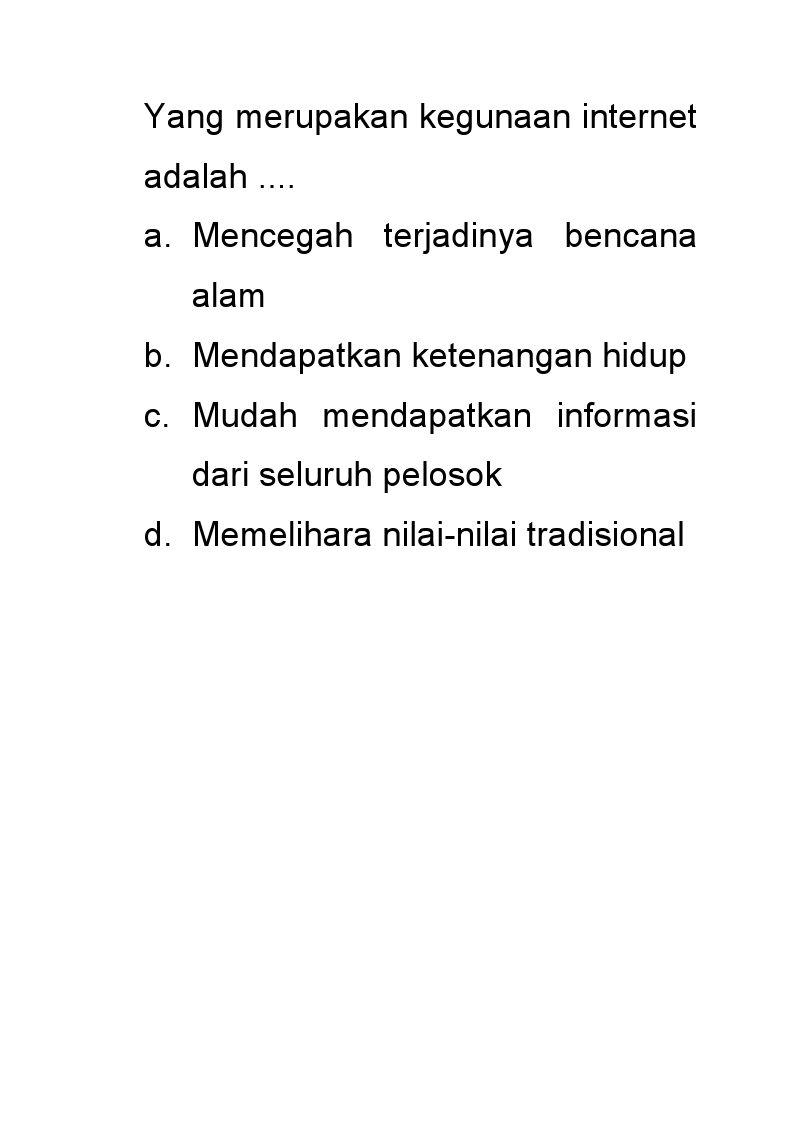 Yang merupakan kegunaan internet
adalah ....
a. Mencegah terjadinya bencana
alam
b. Mendapatkan ketenangan hidup
c. Mudah mendapatkan informasi
dari seluruh pelosok
d. Memelihara nilai-nilai tradisional